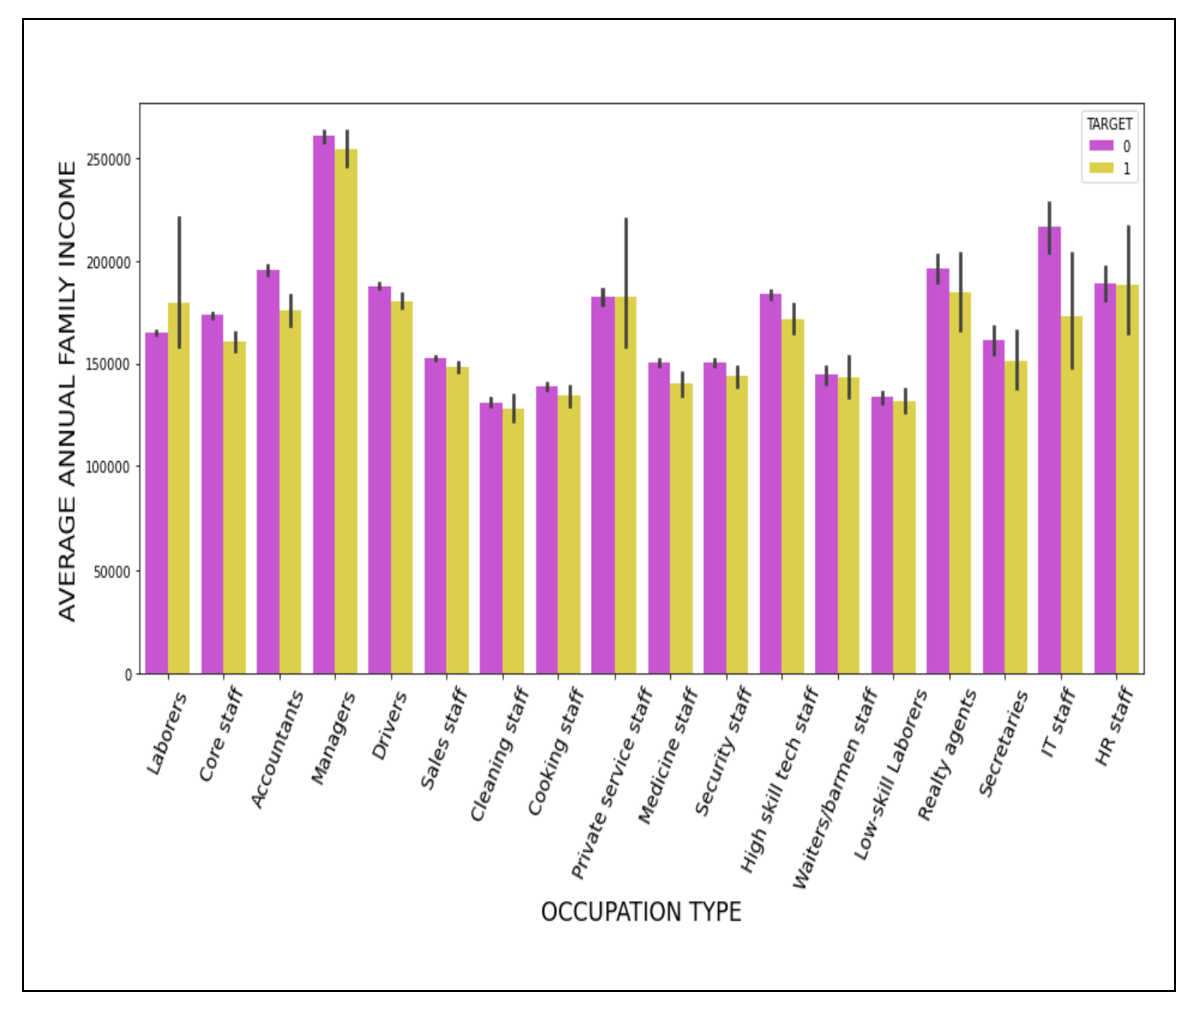 TARGET
0
1
AVERAGE ANNUAL FAMILY INCOME
250000
200000
150000
100000
50000
0
Laborers
Core staff
Accountants
Managers
Drivers
Sales staff
Cleaning staff
Cooking staff
Private service staff
Medicine staff
Security staff
High skill tech staff
Waiters/barmen staff
Low-skill Laborers
Realty agents
Secretaries
IT staff
HR staff
OCCUPATION TYPE